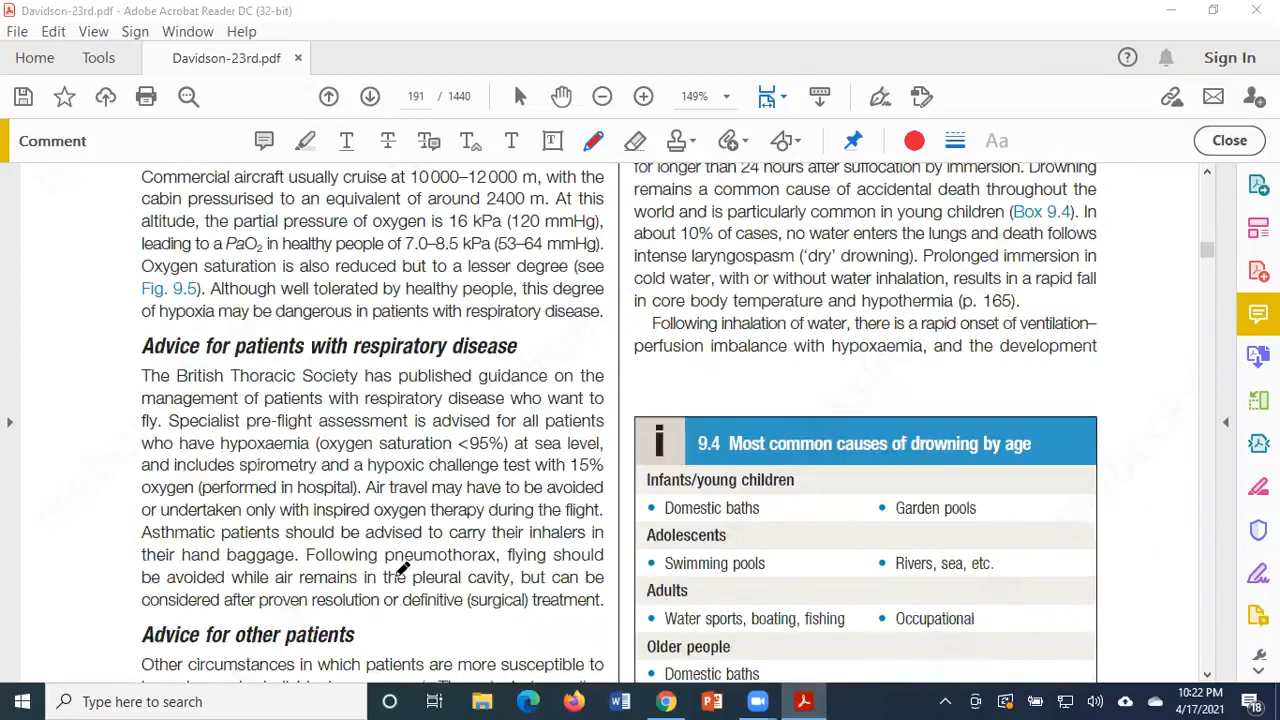 Davidson-23rd.pdf - Adobe Acrobat Reader DC (32-bit)
File Edit View Sign Window Help
Home Tools Davidson-23rd.pdf × Sign In
191 / 1440 149%
Comment Aa Close
Commercial aircraft usually cruise at 10 000–12 000 m, with the
cabin pressurised to an equivalent of around 2400 m. At this
altitude, the partial pressure of oxygen is 16 kPa (120 mmHg),
leading to a PaO₂ in healthy people of 7.0–8.5 kPa (53–64 mmHg).
Oxygen saturation is also reduced but to a lesser degree (see
Fig. 9.5). Although well tolerated by healthy people, this degree
of hypoxia may be dangerous in patients with respiratory disease.
Advice for patients with respiratory disease
The British Thoracic Society has published guidance on the
management of patients with respiratory disease who want to
fly. Specialist pre-flight assessment is advised for all patients
who have hypoxaemia (oxygen saturation <95%) at sea level,
and includes spirometry and a hypoxic challenge test with 15%
oxygen (performed in hospital). Air travel may have to be avoided
or undertaken only with inspired oxygen therapy during the flight.
Asthmatic patients should be advised to carry their inhalers in
their hand baggage. Following pneumothorax, flying should
be avoided while air remains in the pleural cavity, but can be
considered after proven resolution or definitive (surgical) treatment.
Advice for other patients
Other circumstances in which patients are more susceptible to
for longer than 24 hours after suffocation by immersion. Drowning
remains a common cause of accidental death throughout the
world and is particularly common in young children (Box 9.4). In
about 10% of cases, no water enters the lungs and death follows
intense laryngospasm (‘dry’ drowning). Prolonged immersion in
cold water, with or without water inhalation, results in a rapid fall
in core body temperature and hypothermia (p. 165).
Following inhalation of water, there is a rapid onset of ventilation–
perfusion imbalance with hypoxaemia, and the development
i 9.4 Most common causes of drowning by age
Infants/young children
• Domestic baths • Garden pools
Adolescents
• Swimming pools • Rivers, sea, etc.
Adults
• Water sports, boating, fishing • Occupational
Older people
• Domestic baths
Type here to search
10:22 PM
4/17/2021
18